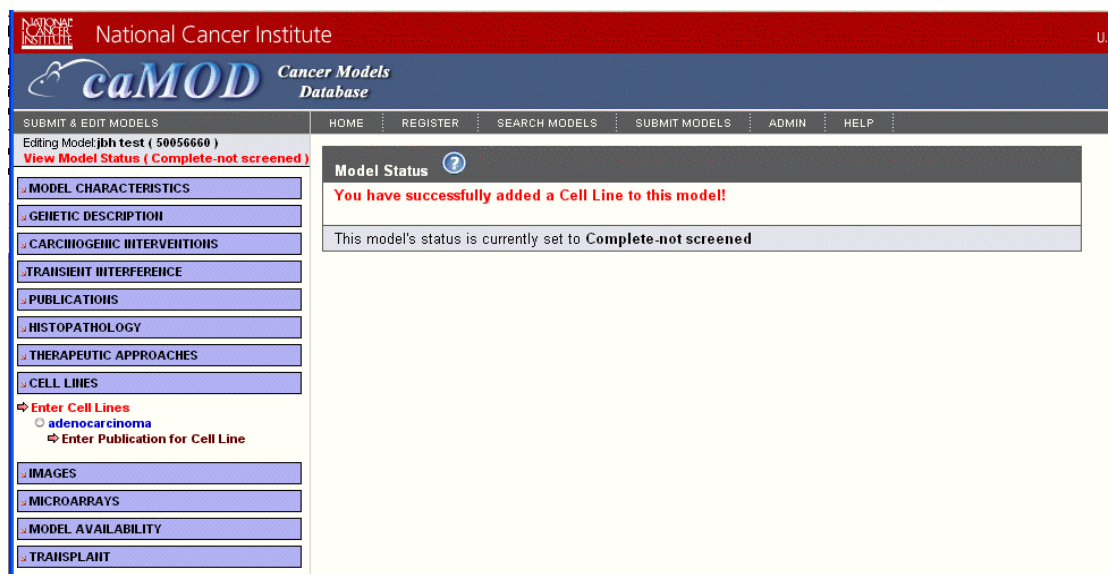 NATIONAL
CANCER
INSTITUTE
National Cancer Institute
U.
caMOD
Cancer Models
Database
SUBMIT & EDIT MODELS
HOME
REGISTER
SEARCH MODELS
SUBMIT MODELS
ADMIN
HELP
Editing Model:jbh test ( 50056660 )
View Model Status ( Complete-not screened )
MODEL CHARACTERISTICS
GENETIC DESCRIPTION
CARCINOGENIC INTERVENTIONS
TRANSIENT INTERFERENCE
PUBLICATIONS
HISTOPATHOLOGY
THERAPEUTIC APPROACHES
CELL LINES
Enter Cell Lines
adenocarcinoma
Enter Publication for Cell Line
IMAGES
MICROARRAYS
MODEL AVAILABILITY
TRANSPLANT
Model Status ?
You have successfully added a Cell Line to this model!
This model's status is currently set to Complete-not screened